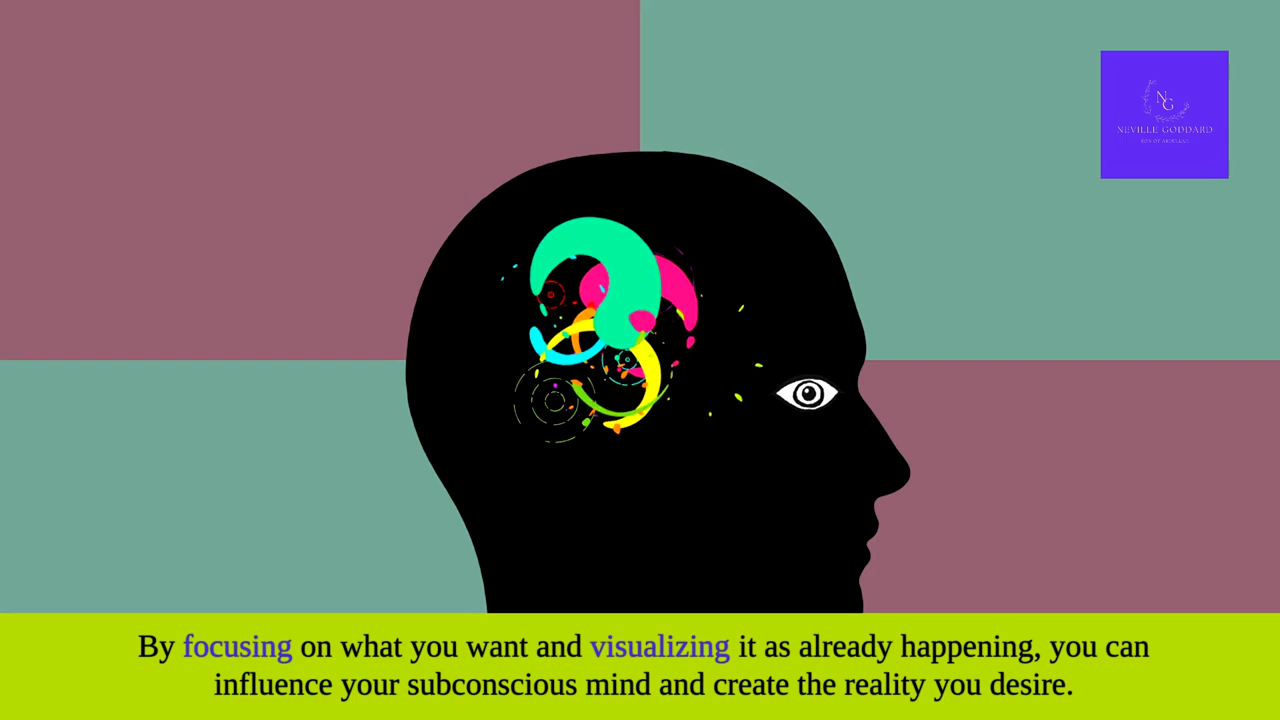 NG
NEVILLE GODDARD
By focusing on what you want and visualizing it as already happening, you can
influence your subconscious mind and create the reality you desire.